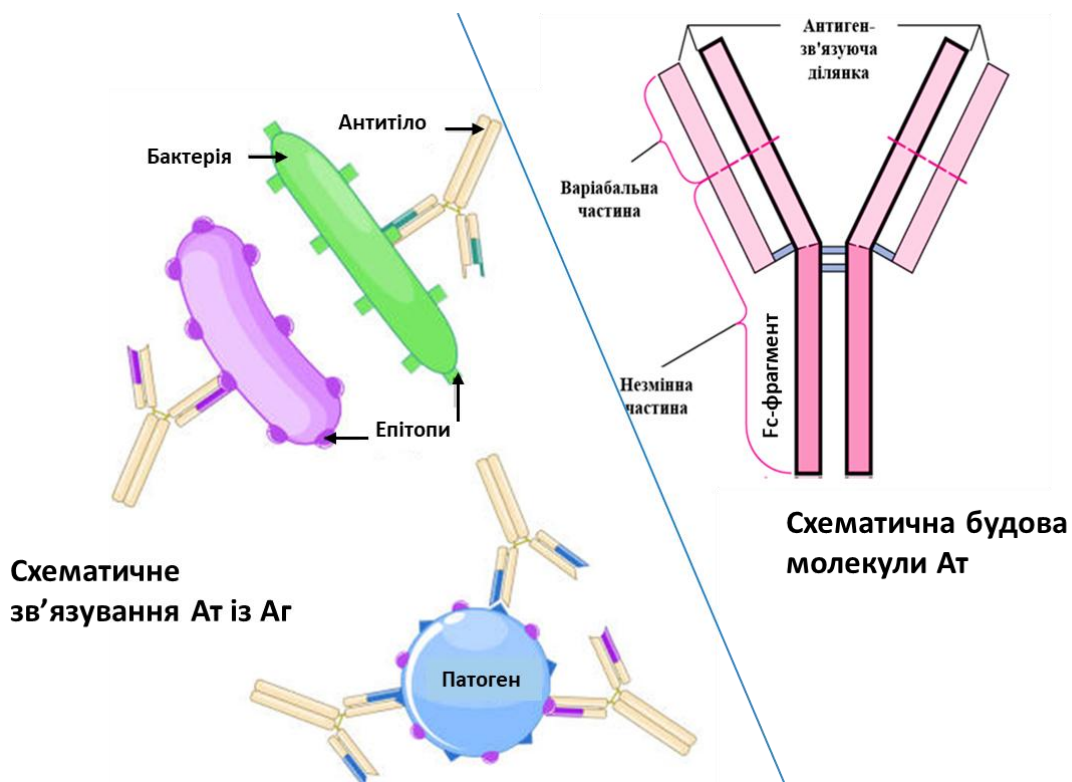 Антиген-
зв'язуюча
ділянка
Антитіло
Бактерія
Варіабальна
частина
Fc-фрагмент
Незмінна
частина
Епітопи
Схематична будова
молекули Ат
Схематичне
зв’язування Ат із Аг
Патоген